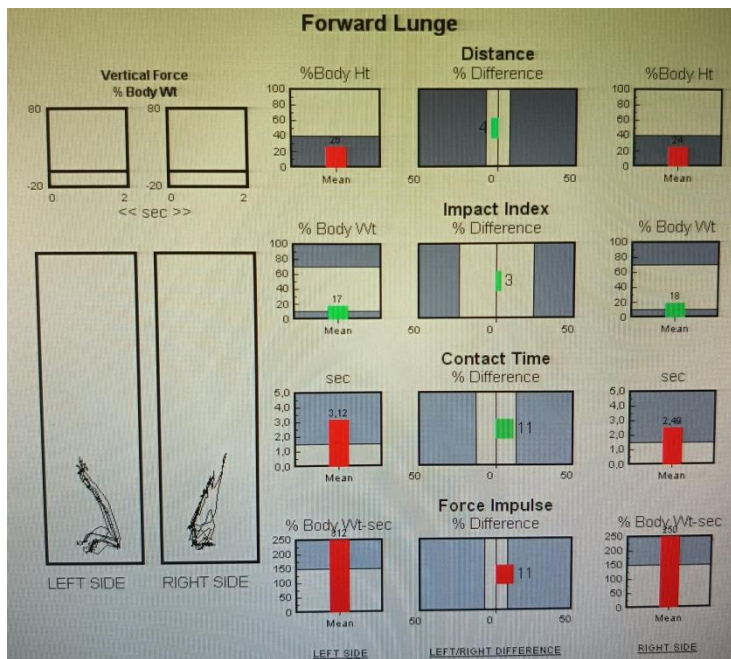 Forward Lunge
Vertical Force
% Body Wt
80
-20
0 2
80
-20
0 2
<< sec >>
LEFT SIDE
RIGHT SIDE
Distance
%Body Ht
100
80
60
40
20
0
Mean
% Difference
4
50 0 50
%Body Ht
100
80
60
40
20
0
24
Mean
Impact Index
% Body Wt
100
80
60
40
20
0
17
Mean
% Difference
3
50 0 50
% Body Wt
100
80
60
40
20
0
18
Mean
Contact Time
sec
5,0
4,0
3,0
2,0
1,0
0,0
3,12
Mean
% Difference
11
50 0 50
sec
5,0
4,0
3,0
2,0
1,0
0,0
2,49
Mean
Force Impulse
% Body Wt-sec
250
200
150
100
50
0
312
Mean
% Difference
11
50 0 50
% Body Wt-sec
250
200
150
100
50
0
250
Mean
LEFT SIDE
LEFT/RIGHT DIFFERENCE
RIGHT SIDE